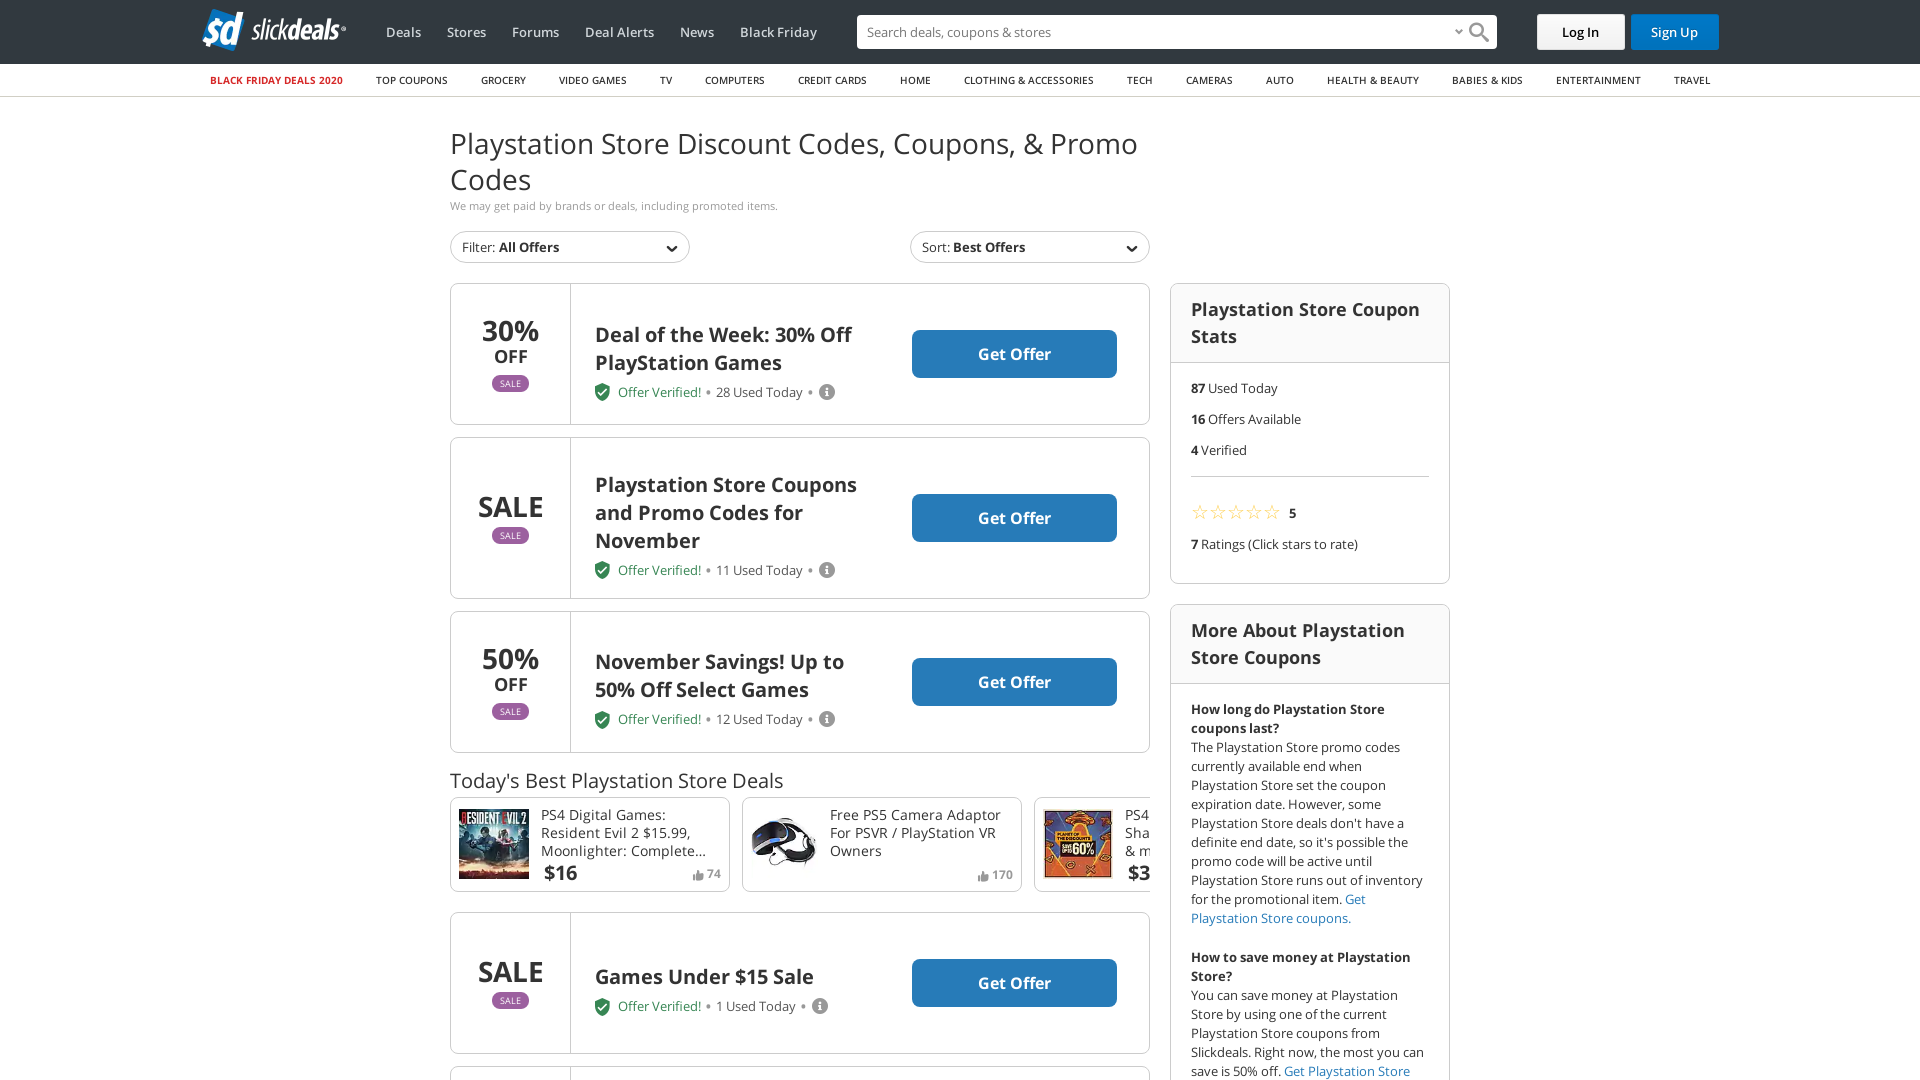 slickdeals
Deals
Stores
Forums
Deal Alerts
News
Black Friday
Search deals, coupons & stores
Log In
Sign Up
BLACK FRIDAY DEALS 2020
TOP COUPONS
GROCERY
VIDEO GAMES
TV
COMPUTERS
CREDIT CARDS
HOME
CLOTHING & ACCESSORIES
TECH
CAMERAS
AUTO
HEALTH & BEAUTY
BABIES & KIDS
ENTERTAINMENT
TRAVEL
Playstation Store Discount Codes, Coupons, & Promo
Codes
We may get paid by brands or deals, including promoted items.
Filter: All Offers
Sort: Best Offers
30%
OFF
SALE
Deal of the Week: 30% Off
PlayStation Games
Offer Verified! • 28 Used Today •
Get Offer
SALE
SALE
Playstation Store Coupons
and Promo Codes for
November
Offer Verified! • 11 Used Today •
Get Offer
50%
OFF
SALE
November Savings! Up to
50% Off Select Games
Offer Verified! • 12 Used Today •
Get Offer
Today's Best Playstation Store Deals
RESIDENT EVIL 2
PS4 Digital Games:
Resident Evil 2 $15.99,
Moonlighter: Complete...
$16
74
Free PS5 Camera Adaptor
For PSVR / PlayStation VR
Owners
170
PLANET OF
THE DISCOUNTS
SAVE UP TO 60%
PS4
Sha
& m
$3
SALE
SALE
Games Under $15 Sale
Offer Verified! • 1 Used Today •
Get Offer
Playstation Store Coupon
Stats
87 Used Today
16 Offers Available
4 Verified
5
7 Ratings (Click stars to rate)
More About Playstation
Store Coupons
How long do Playstation Store
coupons last?
The Playstation Store promo codes
currently available end when
Playstation Store set the coupon
expiration date. However, some
Playstation Store deals don't have a
definite end date, so it's possible the
promo code will be active until
Playstation Store runs out of inventory
for the promotional item. Get
Playstation Store coupons.
How to save money at Playstation
Store?
You can save money at Playstation
Store by using one of the current
Playstation Store coupons from
Slickdeals. Right now, the most you can
save is 50% off. Get Playstation Store